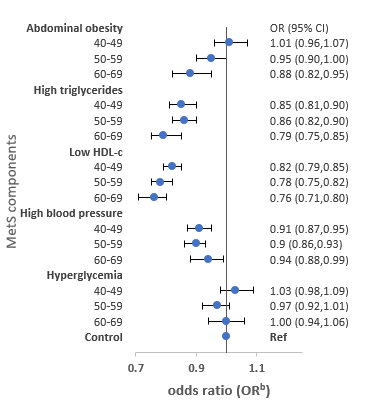 Abdominal obesity OR (95% CI)
40-49 1.01 (0.96,1.07)
50-59 0.95 (0.90,1.00)
60-69 0.88 (0.82,0.95)
High triglycerides
40-49 0.85 (0.81,0.90)
50-59 0.86 (0.82,0.90)
60-69 0.79 (0.75,0.85)
Low HDL-c
40-49 0.82 (0.79,0.85)
50-59 0.78 (0.75,0.82)
60-69 0.76 (0.71,0.80)
High blood pressure
40-49 0.91 (0.87,0.95)
50-59 0.9 (0.86,0.93)
60-69 0.94 (0.88,0.99)
Hyperglycemia
40-49 1.03 (0.98,1.09)
50-59 0.97 (0.92,1.01)
60-69 1.00 (0.94,1.06)
Control Ref
MetS components
0.7 0.9 1.1
odds ratio (ORᵇ)